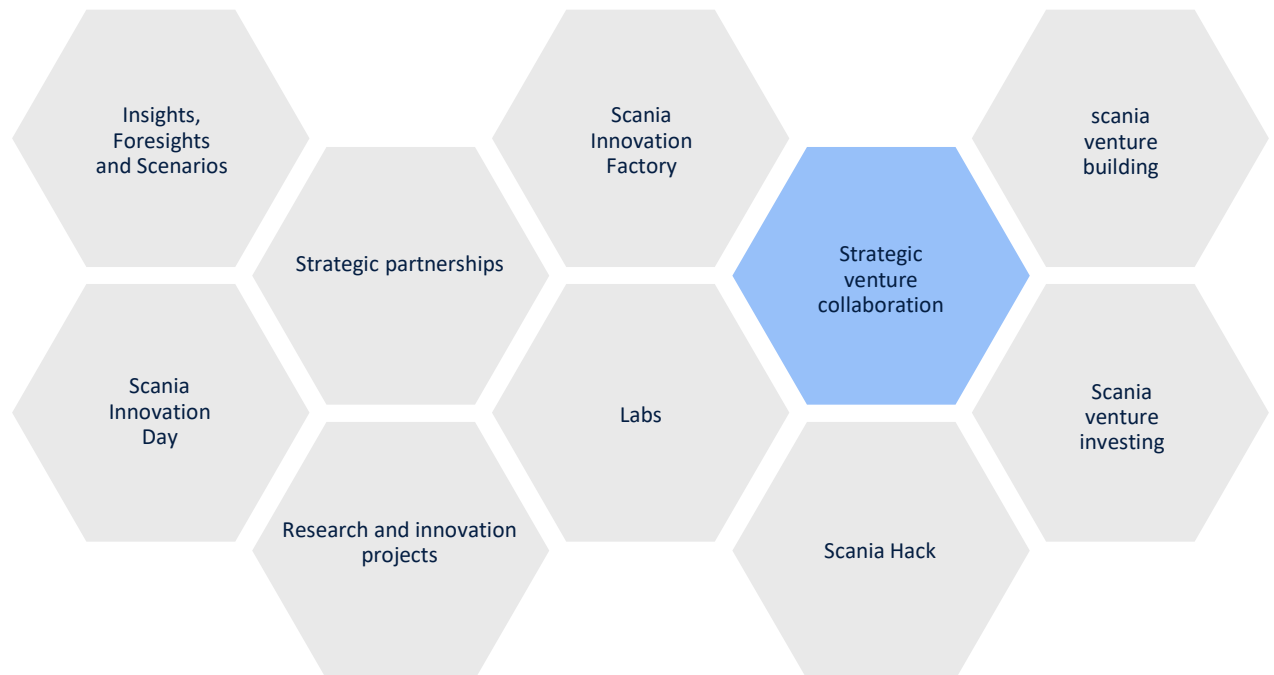 Insights,
Foresights
and Scenarios
Scania
Innovation
Factory
scania
venture
building
Strategic partnerships
Strategic
venture
collaboration
Scania
Innovation
Day
Labs
Scania
venture
investing
Research and innovation
projects
Scania Hack